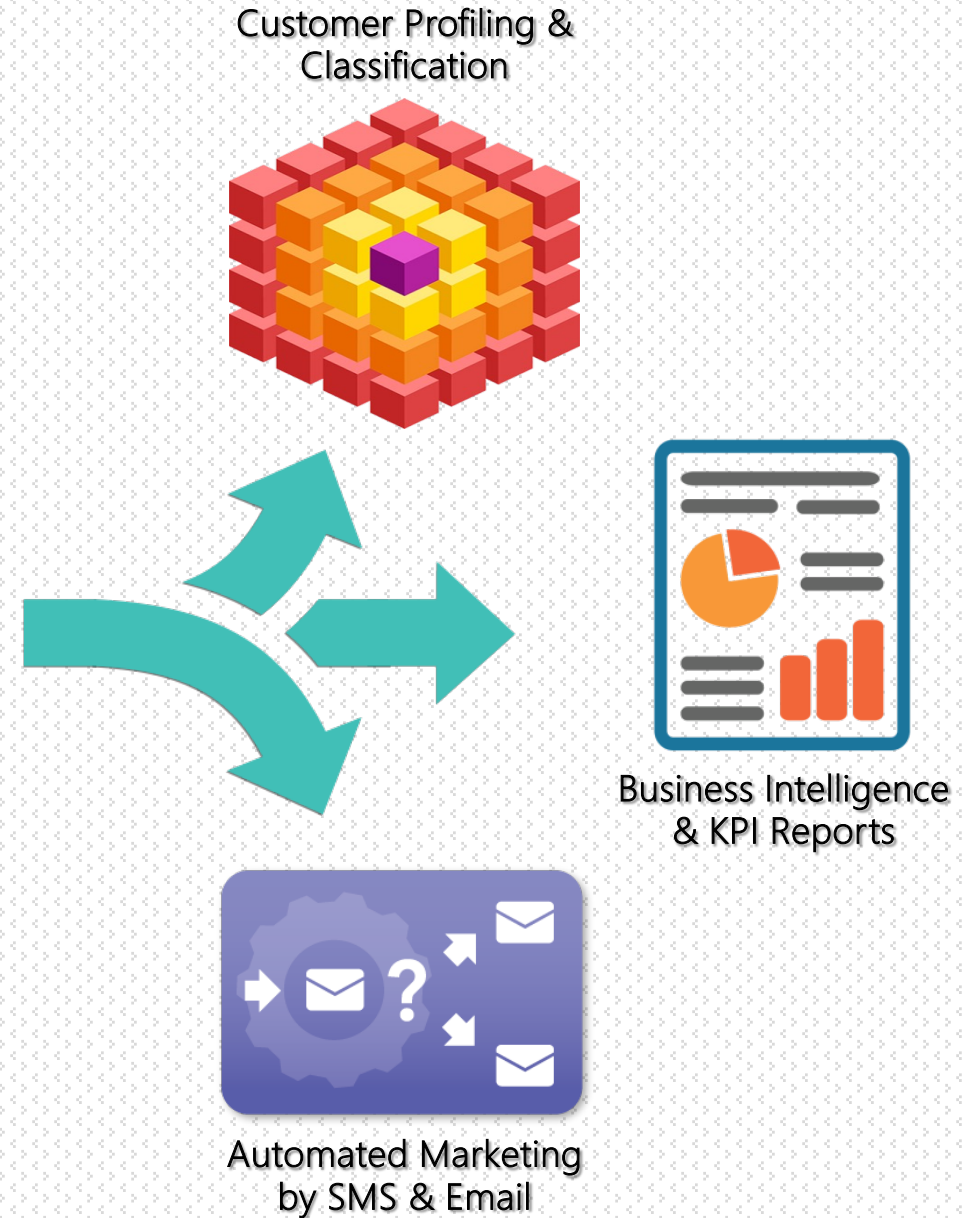 Customer Profiling &
Classification
Business Intelligence
& KPI Reports
?
Automated Marketing
by SMS & Email